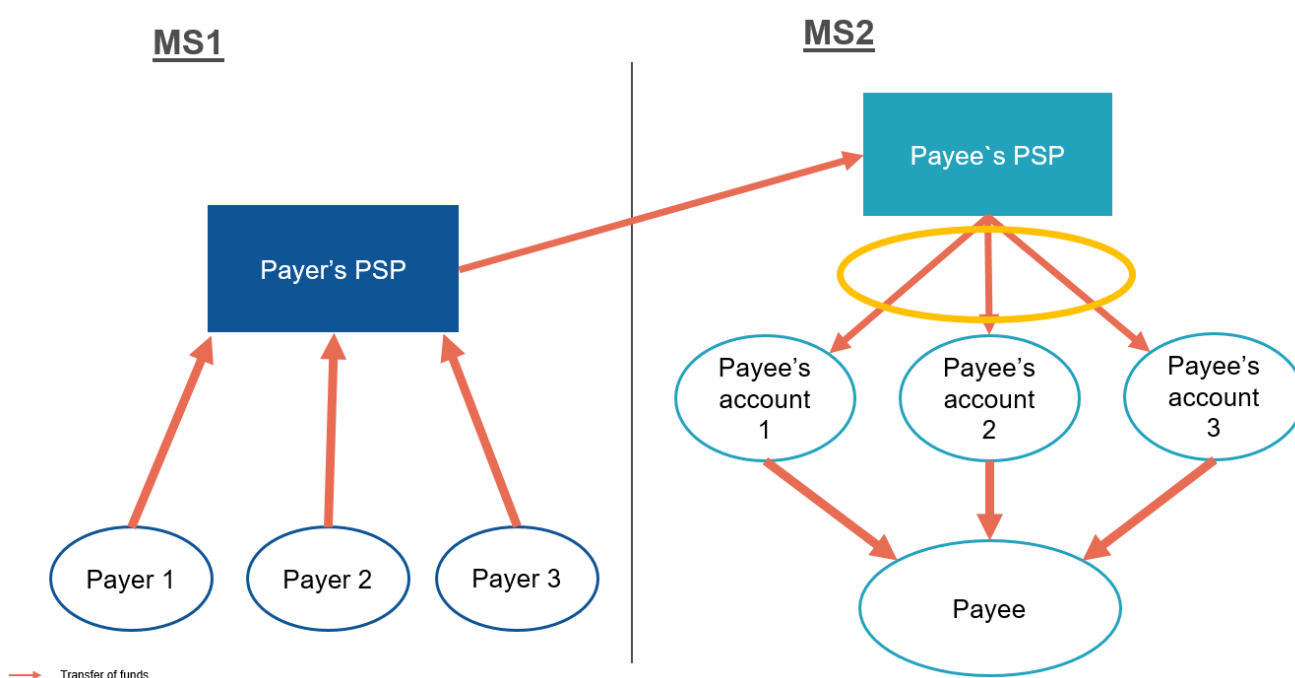 MS1
MS2
Payee`s PSP
Payer’s PSP
Payee’s
account
1
Payee’s
account
2
Payee’s
account
3
Payer 1
Payer 2
Payer 3
Payee
Transfer of funds